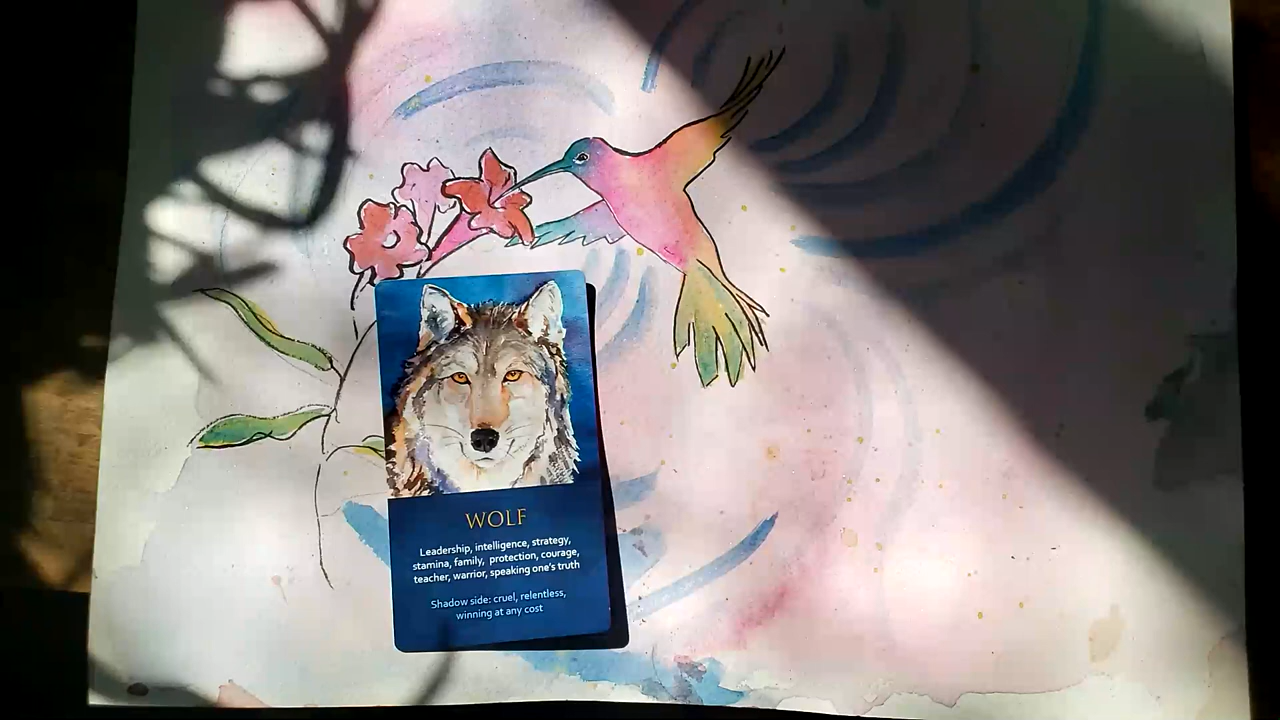 WOLF
Leadership, intelligence, strategy,
stamina, family, protection, courage,
teacher, warrior, speaking one's truth
Shadow side: cruel, relentless,
winning at any cost